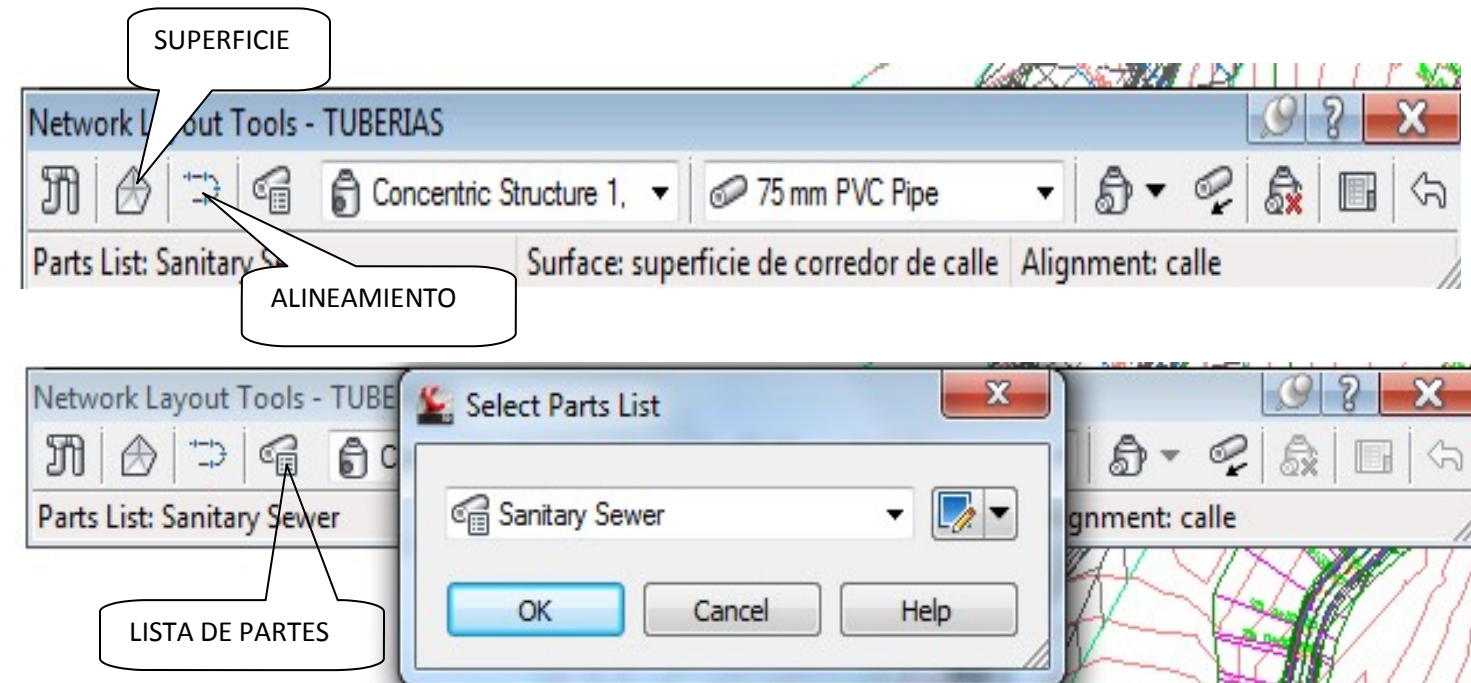 SUPERFICIE
Network Layout Tools - TUBERIAS
Concentric Structure 1,
75 mm PVC Pipe
Parts List: Sanitary
Surface: superficie de corredor de calle
Alignment: calle
ALINEAMIENTO
Network Layout Tools - TUBE
Select Parts List
C
Parts List: Sanitary Sewer
Sanitary Sewer
gnment: calle
OK
Cancel
Help
LISTA DE PARTES